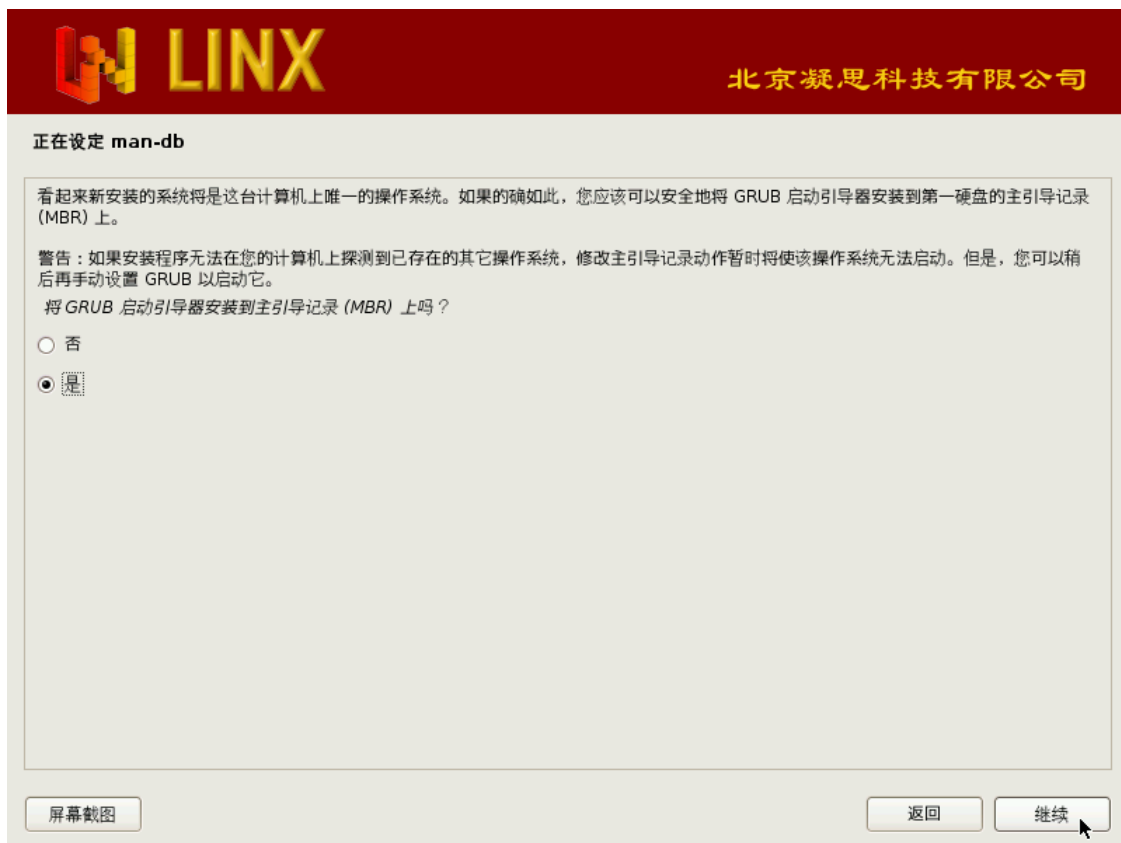 LINX
北京凝思科技有限公司
正在设定 man-db
看起来新安装的系统将是这台计算机上唯一的操作系统。如果的确如此，您应该可以安全地将 GRUB 启动引导器安装到第一硬盘的主引导记录
(MBR) 上。
警告：如果安装程序无法在您的计算机上探测到已存在的其它操作系统，修改主引导记录动作暂时将使该操作系统无法启动。但是，您可以稍
后再手动设置 GRUB 以启动它。
将 GRUB 启动引导器安装到主引导记录 (MBR) 上吗？
否
是
屏幕截图
返回
继续